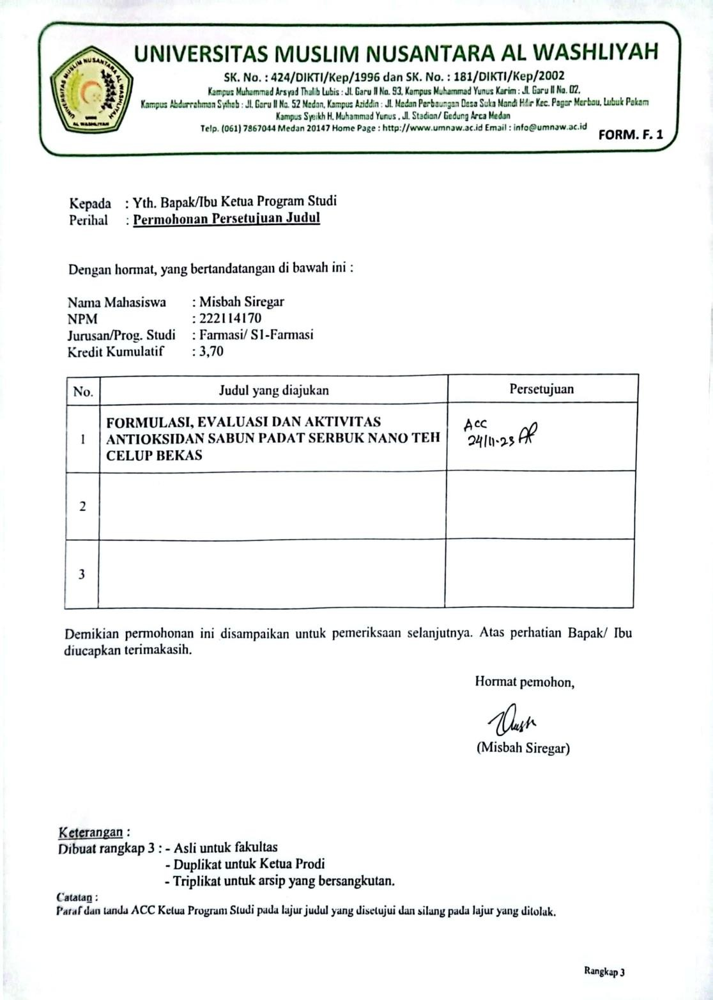 UNIVERSITAS MUSLIM NUSANTARA AL WASHLIYAH
SK. No. : 424/DIKTI/Kep/1996 dan SK. No. : 181/DIKTI/Kep/2002
Kampus Muhammad Arsyad Thalib Lubis : Jl. Garu II No. 93, Kampus Muhammad Yunus Karim : Jl. Garu II No. 02,
Kampus Abdurrahman Syihab : Jl. Garu II No. 52 Medan, Kampus Aziddin : Jl. Medan Perbaungan Desa Suka Mandi Hilir Kec. Pagar Merbau, Lubuk Pakam
Kampus Syeikh H. Muhammad Yunus , Jl. Stadion/ Gedung Arca Medan
Telp. (061) 7867044 Medan 20147 Home Page : http://www.umnaw.ac.id Email : info@umnaw.ac.id
FORM. F. 1
UNIVERSITAS MUSLIM NUSANTARA AL WASHLIYAH
UMN
AL WASHLIYAH
Kepada : Yth. Bapak/Ibu Ketua Program Studi
Perihal : Permohonan Persetujuan Judul
Dengan hormat, yang bertandatangan di bawah ini :
Nama Mahasiswa : Misbah Siregar
NPM : 222114170
Jurusan/Prog. Studi : Farmasi/ S1-Farmasi
Kredit Kumulatif : 3,70
No. Judul yang diajukan Persetujuan
1 FORMULASI, EVALUASI DAN AKTIVITAS
ANTIOKSIDAN SABUN PADAT SERBUK NANO TEH
CELUP BEKAS
Acc
24/11-23
2
3
Demikian permohonan ini disampaikan untuk pemeriksaan selanjutnya. Atas perhatian Bapak/ Ibu
diucapkan terimakasih.
Hormat pemohon,
(Misbah Siregar)
Keterangan :
Dibuat rangkap 3 : - Asli untuk fakultas
- Duplikat untuk Ketua Prodi
- Triplikat untuk arsip yang bersangkutan.
Catatan :
Paraf dan tanda ACC Ketua Program Studi pada lajur judul yang disetujui dan silang pada lajur yang ditolak.
Rangkap 3